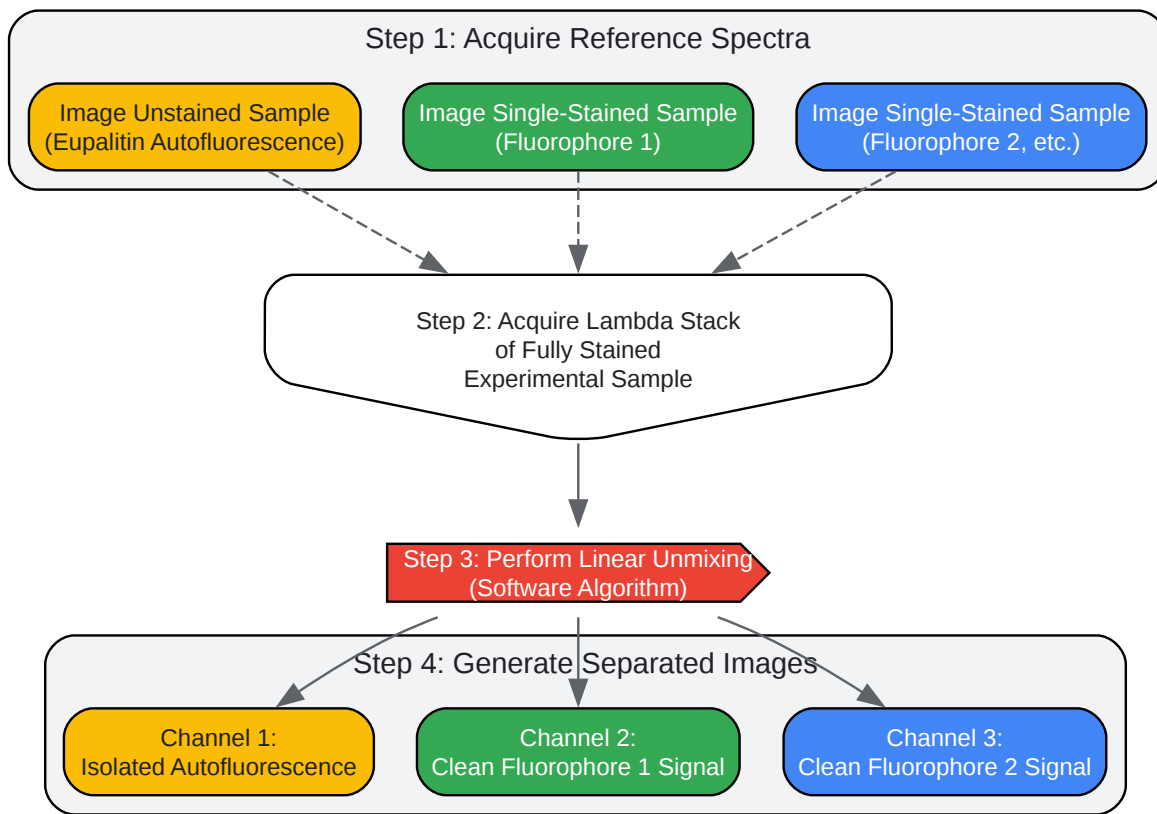 Step 1: Acquire Reference Spectra
Image Unstained Sample
(Eupalitin Autofluorescence)
Image Single-Stained Sample
(Fluorophore 1)
Image Single-Stained Sample
(Fluorophore 2, etc.)
Step 2: Acquire Lambda Stack
of Fully Stained
Experimental Sample
Step 3: Perform Linear Unmixing
(Software Algorithm)
Step 4: Generate Separated Images
Channel 1:
Isolated Autofluorescence
Channel 2:
Clean Fluorophore 1 Signal
Channel 3:
Clean Fluorophore 2 Signal